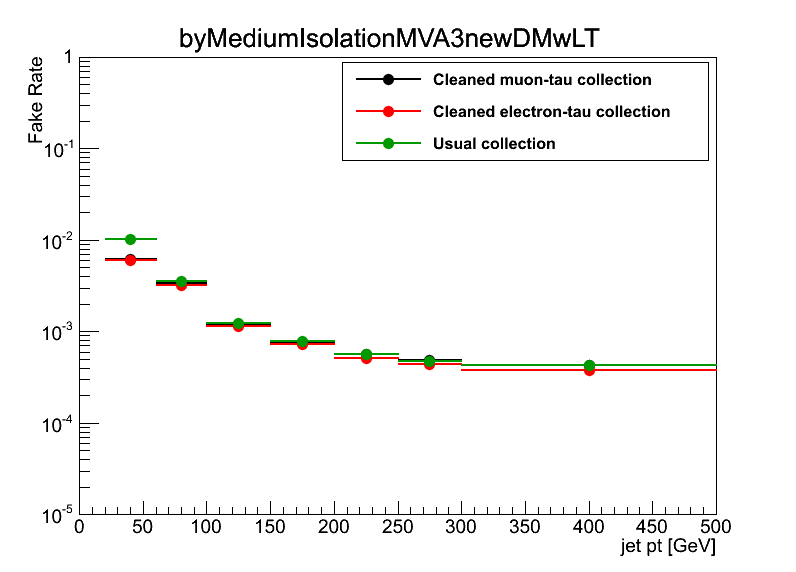 byMediumIsolationMVA3newDMwLT
Fake Rate
1
10^-1
10^-2
10^-3
10^-4
10^-5
Cleaned muon-tau collection
Cleaned electron-tau collection
Usual collection
0 50 100 150 200 250 300 350 400 450 500
jet pt [GeV]